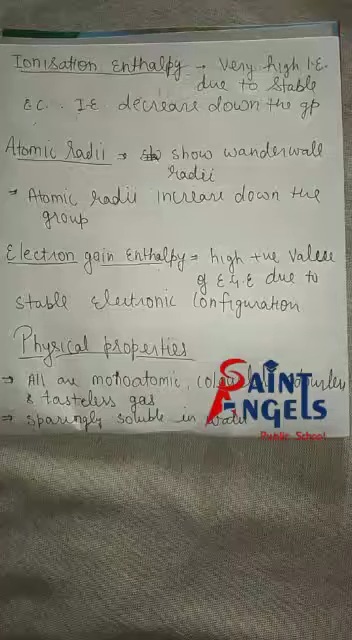 Ionisation Enthalpy → Very high I.E.
due to stable
E.C. I.E. decrease down the gp
Atomic Radii → show wanderwall
radii
→ Atomic radii increase down the
group
Electron gain Enthalpy = high +ve value
of E.G.E due to
stable electronic configuration
Physical properties
→ All are monoatomic,
& tasteless gas
→ Sparingly soluble in water
SAINT
ANGELS
Public School